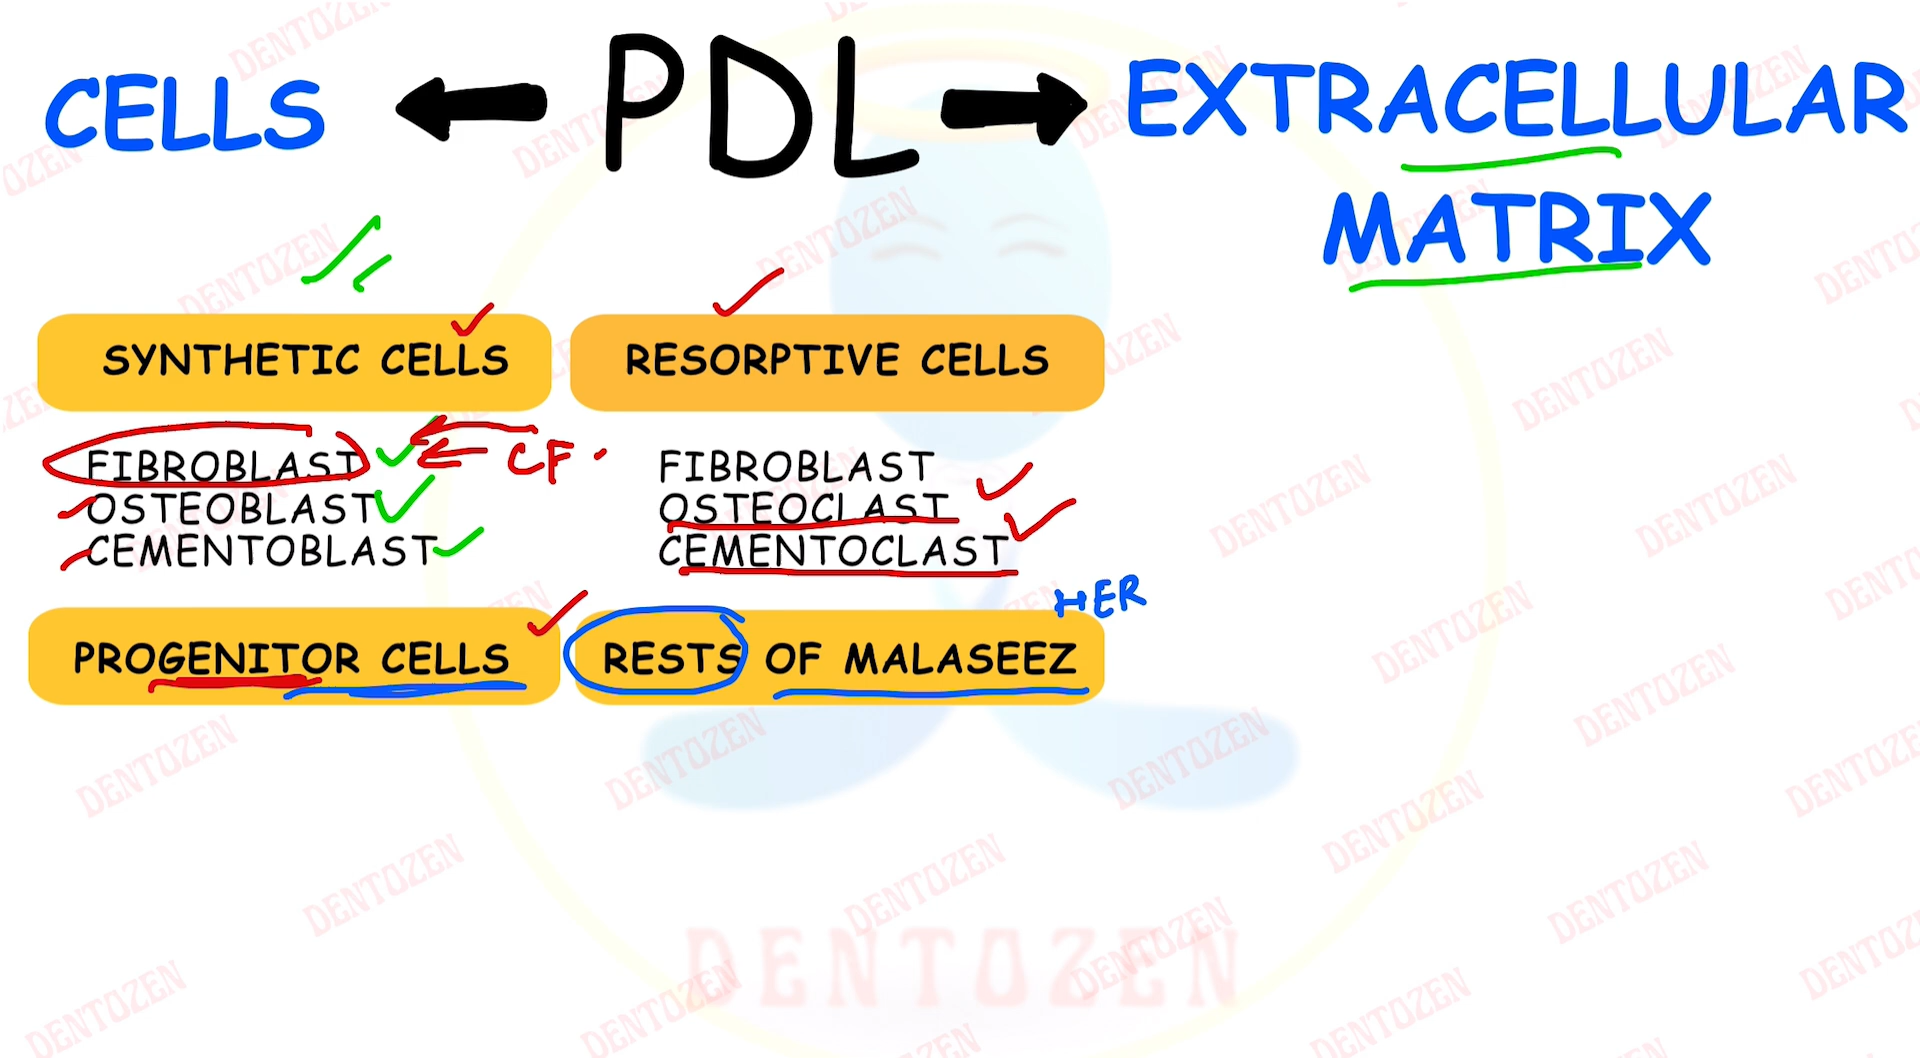 CELLS
PDL
EXTRACELLULAR
MATRIX
SYNTHETIC CELLS
FIBROBLAST
OSTEOBLAST
CEMENTOBLAST
CF
RESORPTIVE CELLS
FIBROBLAST
OSTEOCLAST
CEMENTOCLAST
PROGENITOR CELLS
HER
RESTS OF MALASEEZ
DENTOZEN